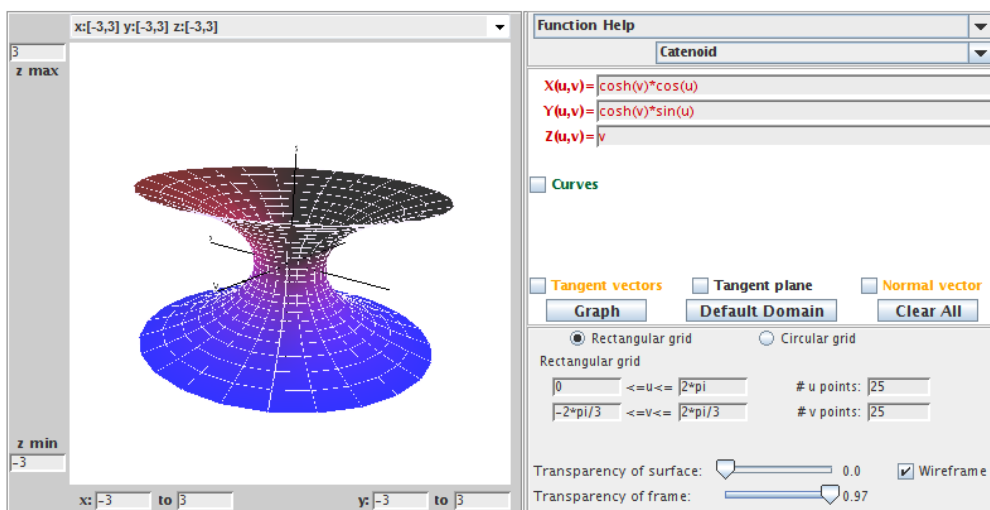 x:[-3,3] y:[-3,3] z:[-3,3]
3
z max
z min
-3
x: -3 to 3 y: -3 to 3
Function Help
Catenoid
X(u,v)= cosh(v)*cos(u)
Y(u,v)= cosh(v)*sin(u)
Z(u,v)= v
Curves
Tangent vectors Tangent plane Normal vector
Graph Default Domain Clear All
Rectangular grid Circular grid
Rectangular grid
0 <=u<= 2*pi # u points: 25
-2*pi/3 <=v<= 2*pi/3 # v points: 25
Transparency of surface: 0.0 Wireframe
Transparency of frame: 0.97